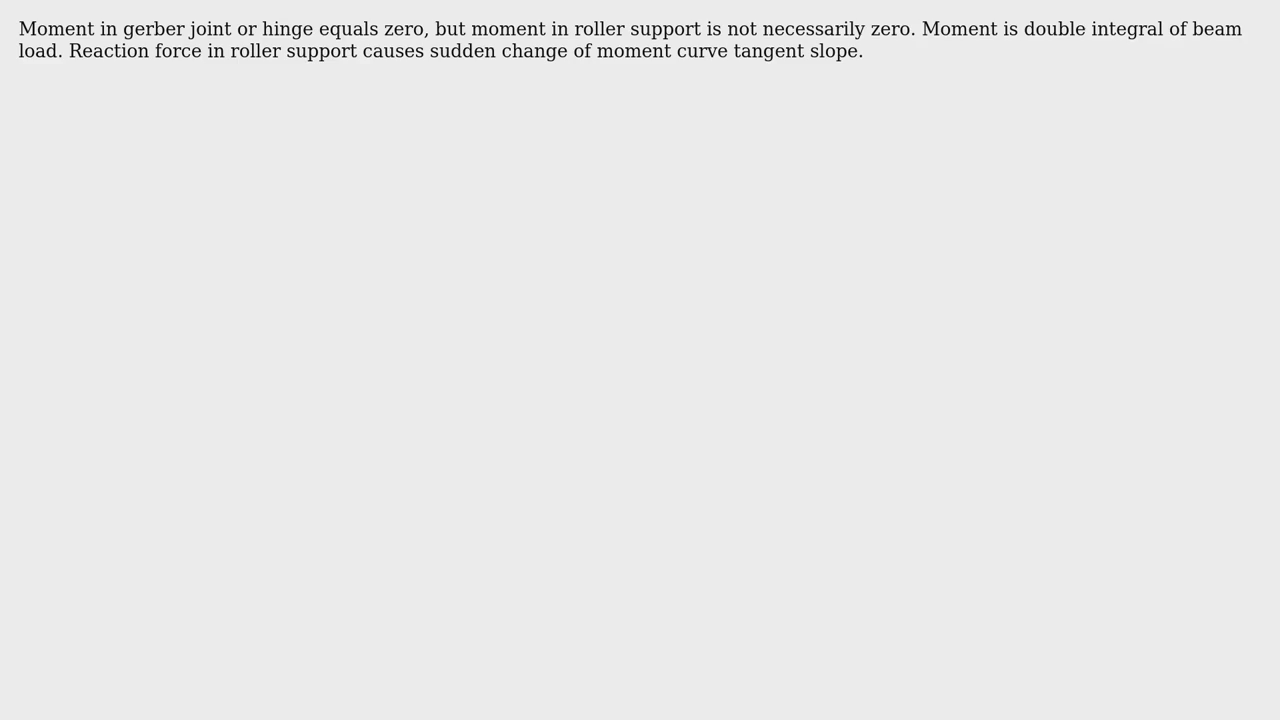 Moment in gerber joint or hinge equals zero, but moment in roller support is not necessarily zero. Moment is double integral of beam
load. Reaction force in roller support causes sudden change of moment curve tangent slope.